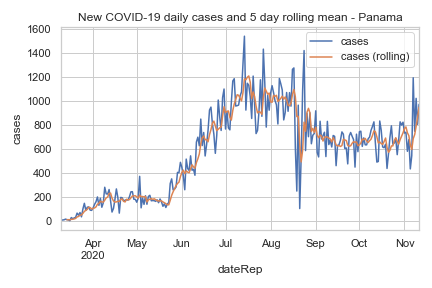 New COVID-19 daily cases and 5 day rolling mean - Panama
cases
cases (rolling)
1600
1400
1200
1000
800
600
400
200
0
cases
Apr
2020
May
Jun
Jul
Aug
Sep
Oct
Nov
dateRep